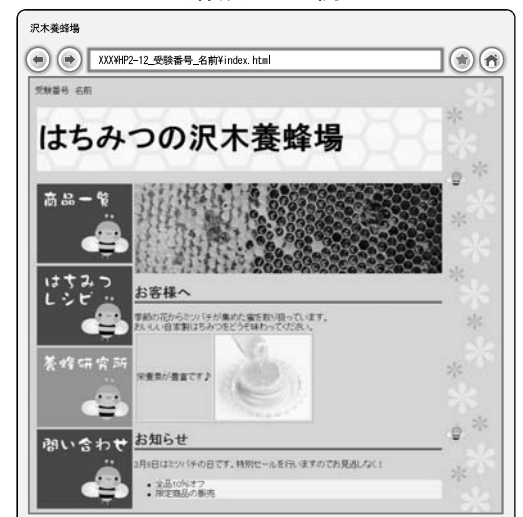 沢木養蜂場
XXX¥HP2-12_受験番号_名前¥index.html
受験番号 名前
はちみつの沢木養蜂場
商品一覧
はちみつ
レシピ
養蜂研究所
問い合わせ
お客様へ
季節の花からミツバチが集めた蜜を取り扱っています。
おいしい自家製はちみつをどうぞ味わってください。
栄養素が豊富です♪
お知らせ
3月8日はミツバチの日です。特別セールを行いますのでお見逃しなく！
• 全品10%オフ
• 限定商品の販売